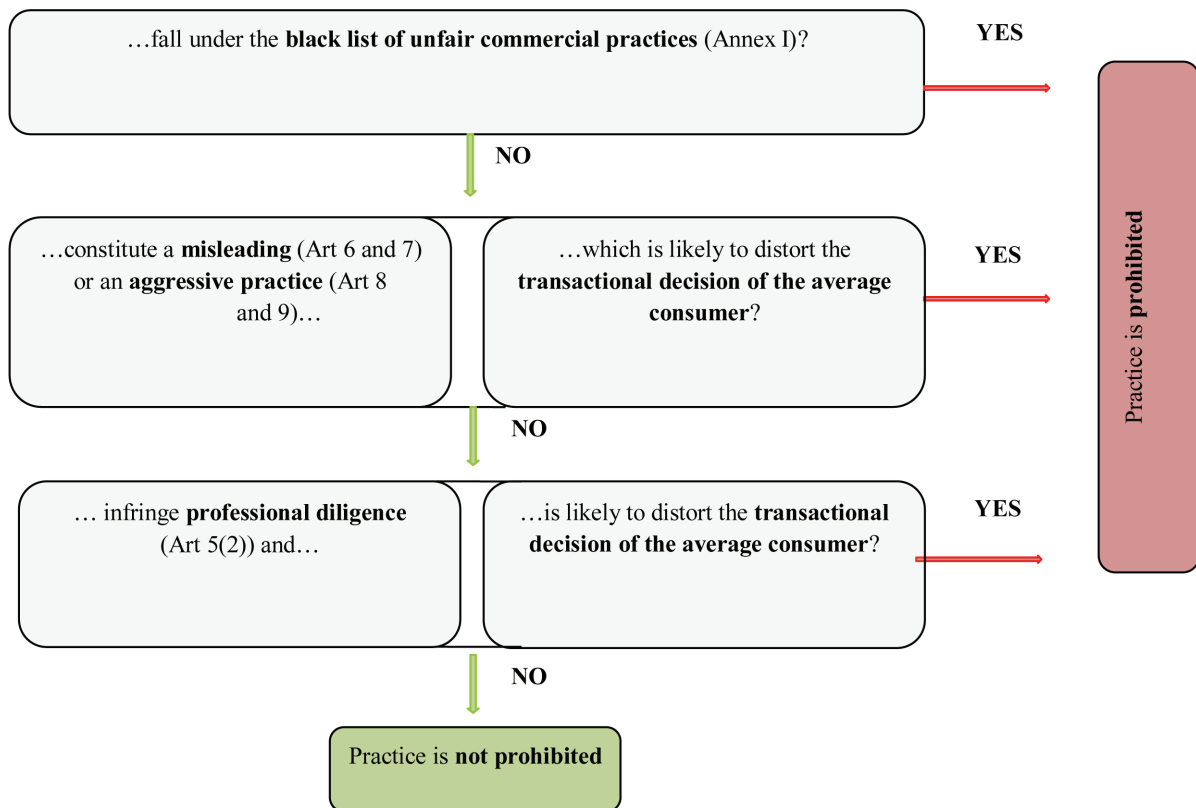 …fall under the black list of unfair commercial practices (Annex I)?
YES
NO
…constitute a misleading (Art 6 and 7)
or an aggressive practice (Art 8
and 9)…
…which is likely to distort the
transactional decision of the average
consumer?
YES
NO
… infringe professional diligence
(Art 5(2)) and…
…is likely to distort the transactional
decision of the average consumer?
YES
NO
Practice is not prohibited
Practice is prohibited